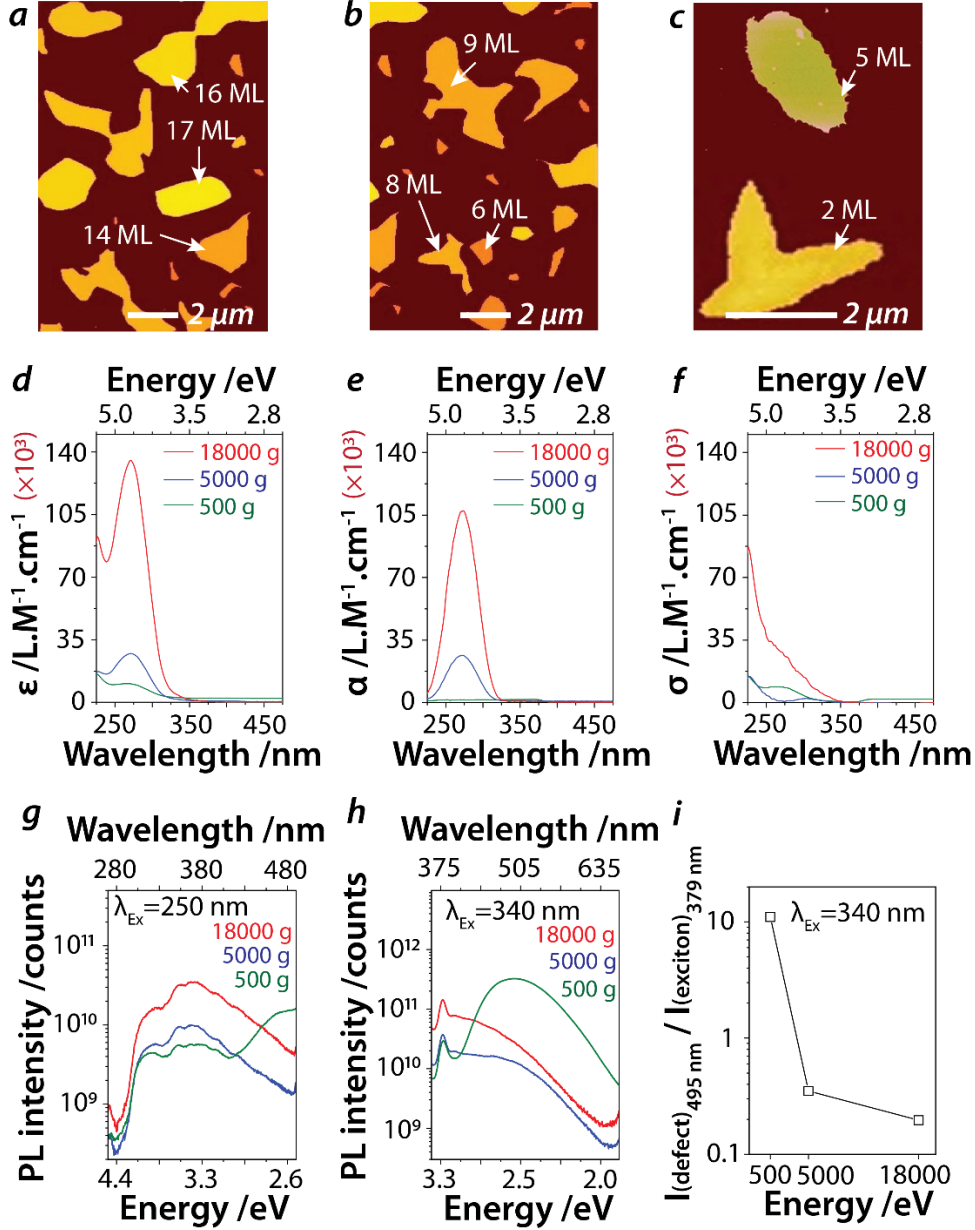 a
16 ML
17 ML
14 ML
2 μm
b
9 ML
8 ML
6 ML
2 μm
c
5 ML
2 ML
2 μm
d
Energy /eV
5.0 3.5 2.8
140
105
70
35
0
ε /L.M⁻¹.cm⁻¹ (×10³)
18000 g
5000 g
500 g
250 350 450
Wavelength /nm
e
Energy /eV
5.0 3.5 2.8
140
105
70
35
0
α /L.M⁻¹.cm⁻¹ (×10³)
18000 g
5000 g
500 g
250 350 450
Wavelength /nm
f
Energy /eV
5.0 3.5 2.8
140
105
70
35
0
σ /L.M⁻¹.cm⁻¹ (×10³)
18000 g
5000 g
500 g
250 350 450
Wavelength /nm
g
Wavelength /nm
280 380 480
λEx=250 nm
18000 g
5000 g
500 g
10¹¹
10¹⁰
10⁹
PL intensity /counts
4.4 3.3 2.6
Energy /eV
h
Wavelength /nm
375 505 635
λEx=340 nm
18000 g
5000 g
500 g
10¹²
10¹¹
10¹⁰
10⁹
PL intensity /counts
3.3 2.5 2.0
Energy /eV
i
λEx=340 nm
10
1
0.1
I(defect)495 nm / I(exciton)379 nm
500 5000 18000
Energy /eV